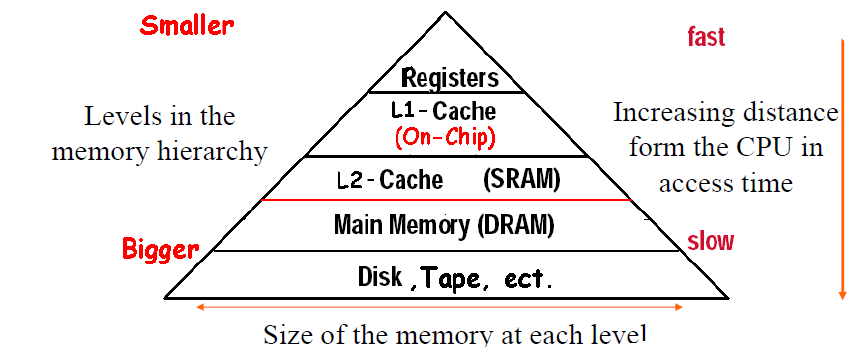 Smaller
fast
Registers
L1-Cache
(On-Chip)
Levels in the
memory hierarchy
Increasing distance
form the CPU in
access time
L2-Cache (SRAM)
Main Memory (DRAM)
Bigger
slow
Disk ,Tape, ect.
Size of the memory at each level